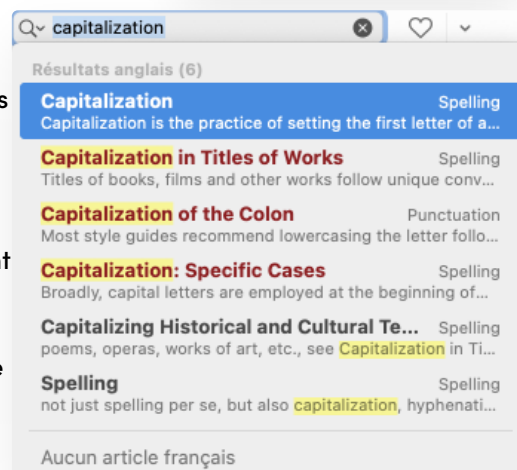 capitalization
Résultats anglais (6)
Capitalization Spelling
Capitalization is the practice of setting the first letter of a...
Capitalization in Titles of Works Spelling
Titles of books, films and other works follow unique conv...
Capitalization of the Colon Punctuation
Most style guides recommend lowercasing the letter follo...
Capitalization: Specific Cases Spelling
Broadly, capital letters are employed at the beginning of...
Capitalizing Historical and Cultural Te... Spelling
poems, operas, works of art, etc., see Capitalization in Ti...
Spelling Spelling
not just spelling per se, but also capitalization, hyphenati...
Aucun article français